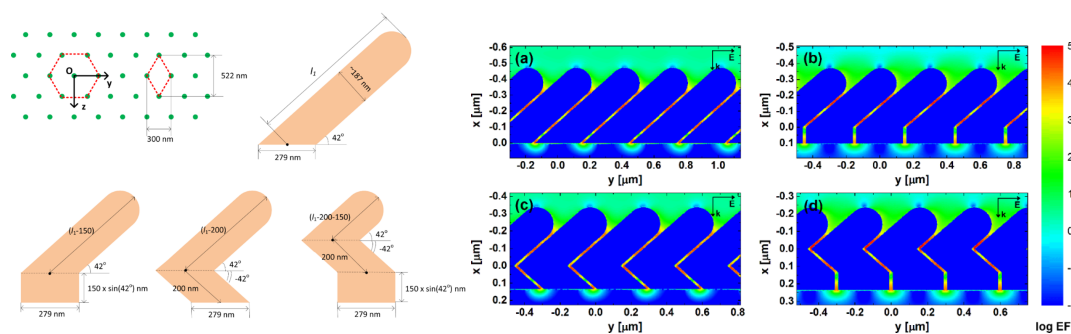 O
y
z
522 nm
300 nm
l1
~187 nm
42°
279 nm
(l1-150)
42°
150 x sin(42°) nm
279 nm
(l1-200)
42°
-42°
200 nm
279 nm
(l1-200-150)
42°
-42°
200 nm
150 x sin(42°) nm
279 nm
(a)
E
k
x [μm]
-0.6
-0.5
-0.4
-0.3
-0.2
-0.1
0.0
-0.2 0.0 0.2 0.4 0.6 0.8 1.0
y [μm]
(b)
E
k
x [μm]
-0.5
-0.4
-0.3
-0.2
-0.1
0.0
0.1
-0.4 -0.2 0.0 0.2 0.4 0.6 0.8
y [μm]
(c)
E
k
x [μm]
-0.4
-0.3
-0.2
-0.1
0.0
0.1
0.2
-0.4 -0.2 0.0 0.2 0.4 0.6 0.8
y [μm]
(d)
E
k
x [μm]
-0.3
-0.2
-0.1
0.0
0.1
0.2
0.3
-0.4 -0.2 0.0 0.2 0.4 0.6
y [μm]
5
4
3
2
1
0
log EF